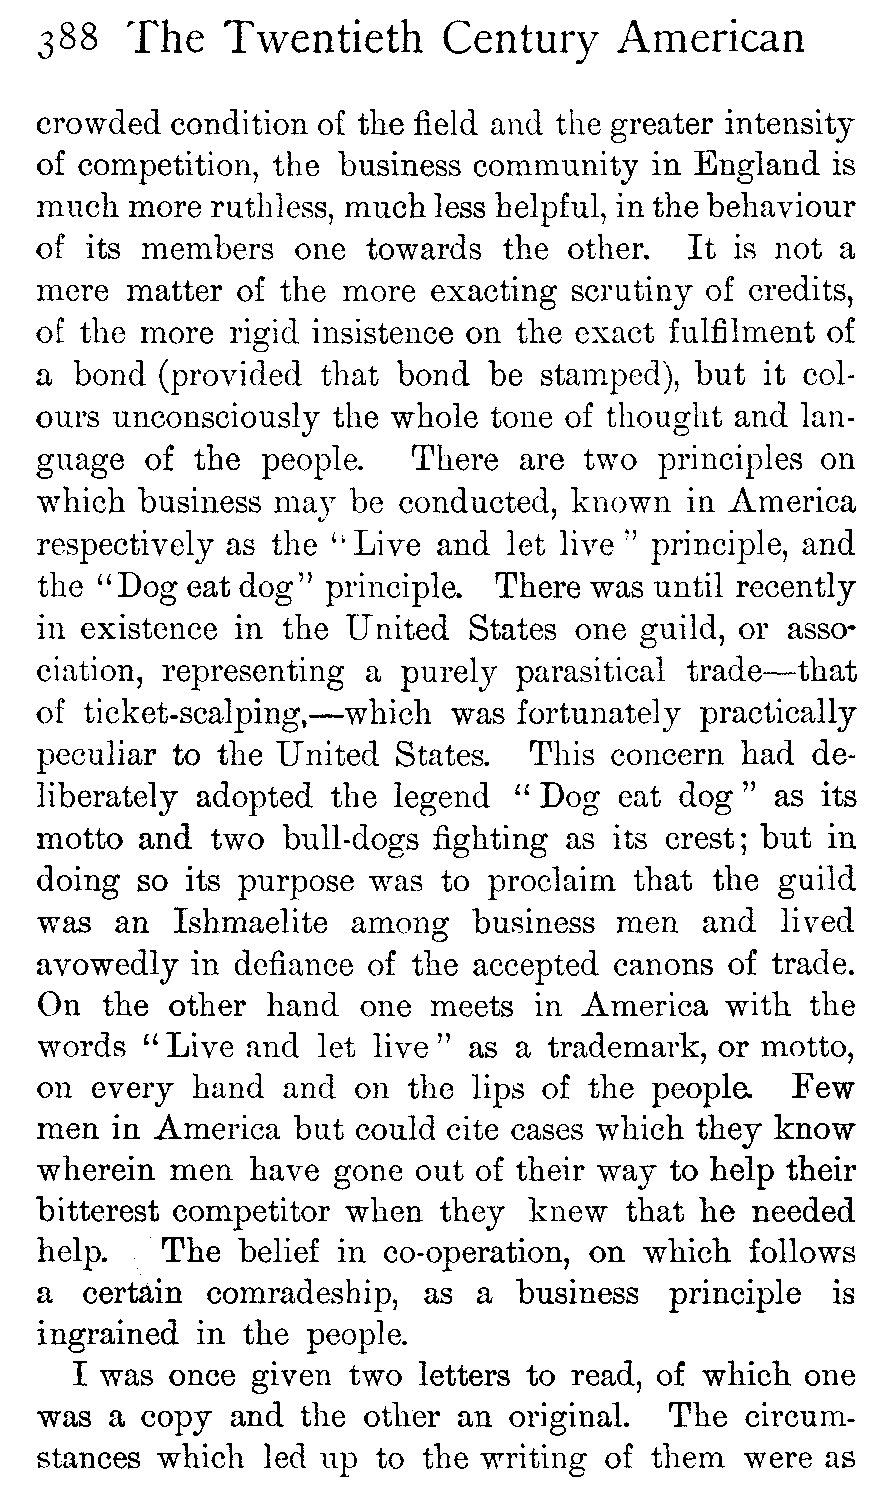 388 The Twentieth Century American
crowded condition of the field and the greater intensity
of competition, the business community in England is
much more ruthless, much less helpful, in the behaviour
of its members one towards the other. It is not a
mere matter of the more exacting scrutiny of credits,
of the more rigid insistence on the exact fulfilment of
a bond (provided that bond be stamped), but it col-
ours unconsciously the whole tone of thought and lan-
guage of the people. There are two principles on
which business may be conducted, known in America
respectively as the “Live and let live” principle, and
the “Dog eat dog” principle. There was until recently
in existence in the United States one guild, or asso-
ciation, representing a purely parasitical trade—that
of ticket-scalping,—which was fortunately practically
peculiar to the United States. This concern had de-
liberately adopted the legend “Dog eat dog” as its
motto and two bull-dogs fighting as its crest; but in
doing so its purpose was to proclaim that the guild
was an Ishmaelite among business men and lived
avowedly in defiance of the accepted canons of trade.
On the other hand one meets in America with the
words “Live and let live” as a trademark, or motto,
on every hand and on the lips of the people. Few
men in America but could cite cases which they know
wherein men have gone out of their way to help their
bitterest competitor when they knew that he needed
help. The belief in co-operation, on which follows
a certain comradeship, as a business principle is
ingrained in the people.
I was once given two letters to read, of which one
was a copy and the other an original. The circum-
stances which led up to the writing of them were as